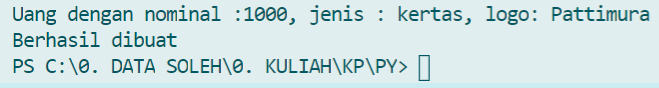 Uang dengan nominal :1000, jenis : kertas, logo: Pattimura
Berhasil dibuat
PS C:\0. DATA SOLEH\0. KULIAH\KP\PY>